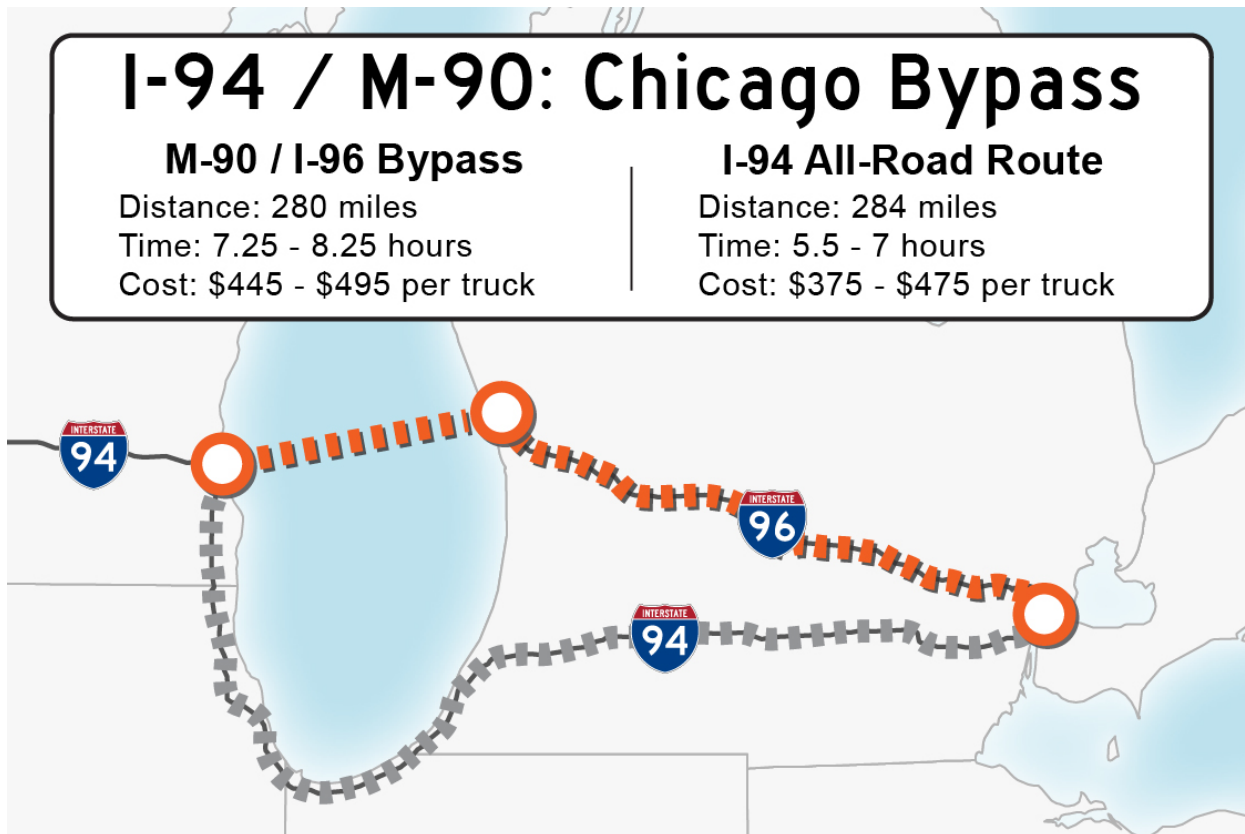 I-94 / M-90: Chicago Bypass
M-90 / I-96 Bypass
Distance: 280 miles
Time: 7.25 - 8.25 hours
Cost: $445 - $495 per truck
I-94 All-Road Route
Distance: 284 miles
Time: 5.5 - 7 hours
Cost: $375 - $475 per truck
INTERSTATE
94
INTERSTATE
96
INTERSTATE
94